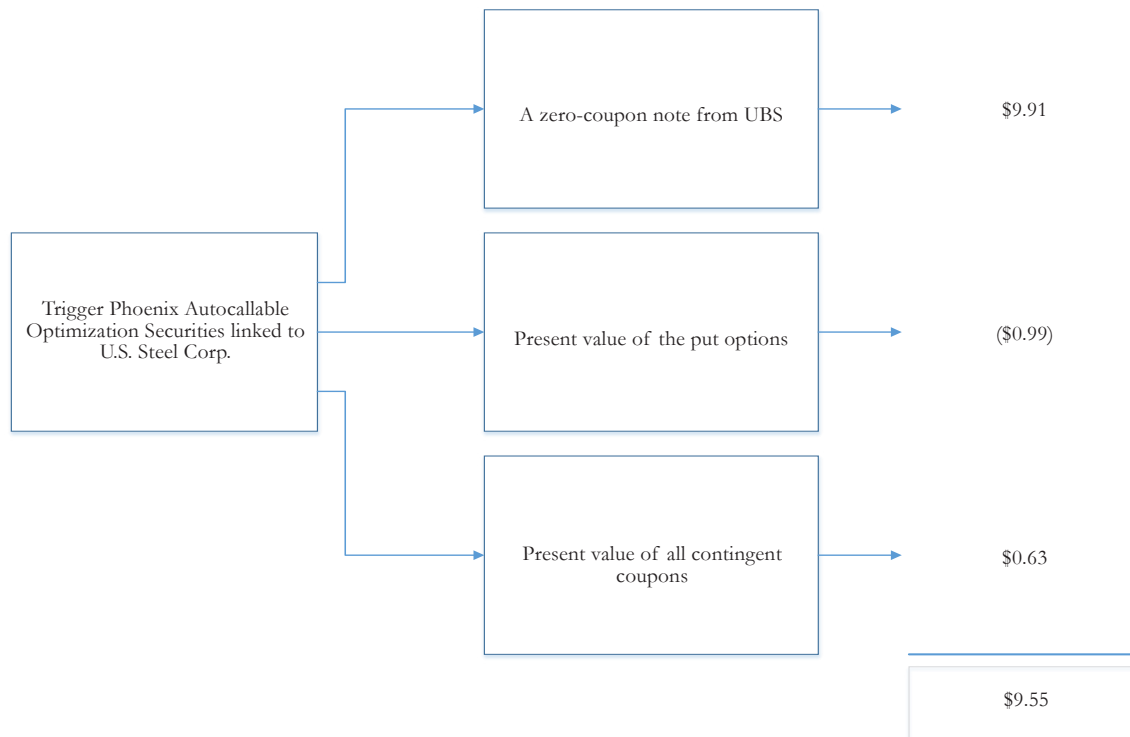 A zero-coupon note from UBS
$9.91
Trigger Phoenix Autocallable
Optimization Securities linked to
U.S. Steel Corp.
Present value of the put options
($0.99)
Present value of all contingent
coupons
$0.63
$9.55